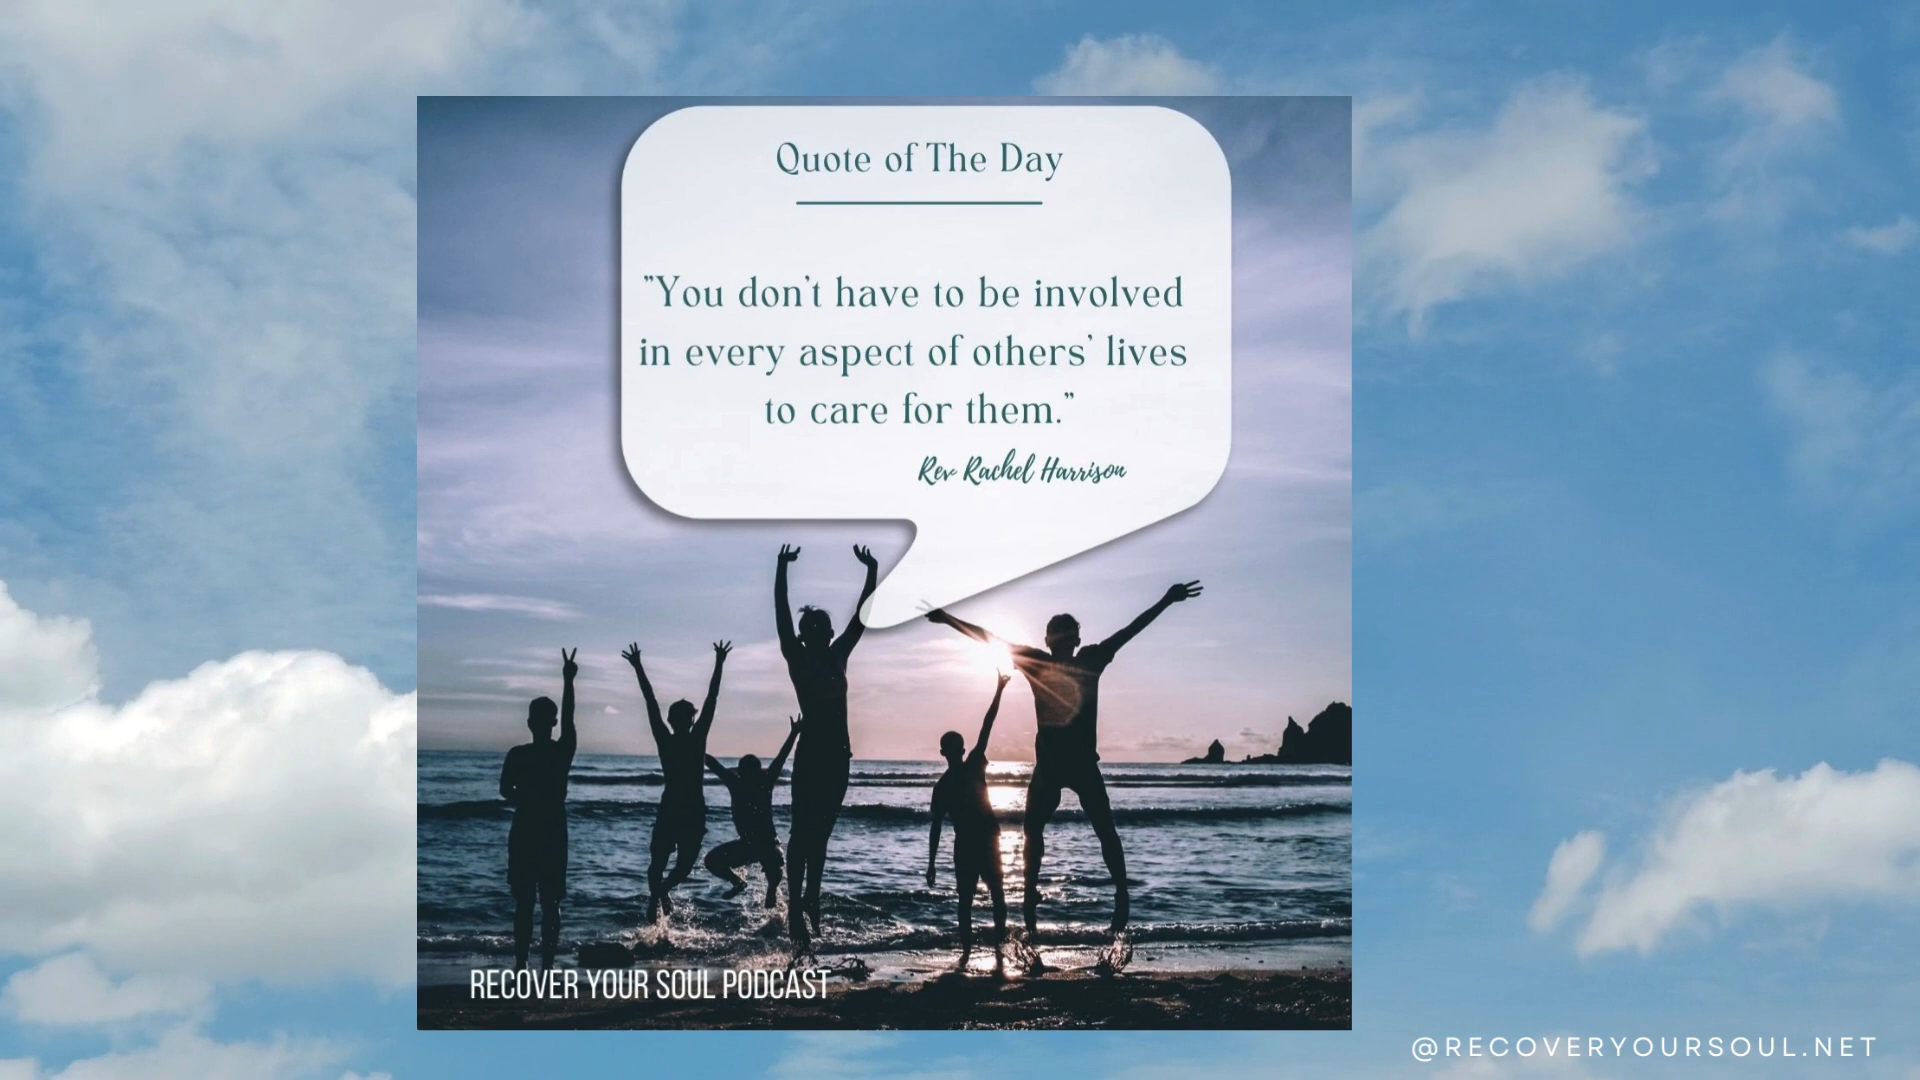 Quote of The Day
"You don't have to be involved
in every aspect of others' lives
to care for them."
Rev Rachel Harrison
RECOVER YOUR SOUL PODCAST
@RECOVERYOURSOUL.NET